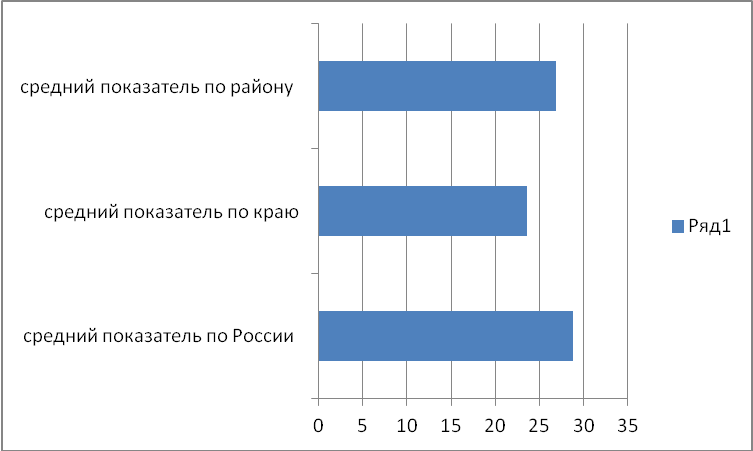 средний показатель по району
средний показатель по краю
средний показатель по России
0 5 10 15 20 25 30 35
Ряд1